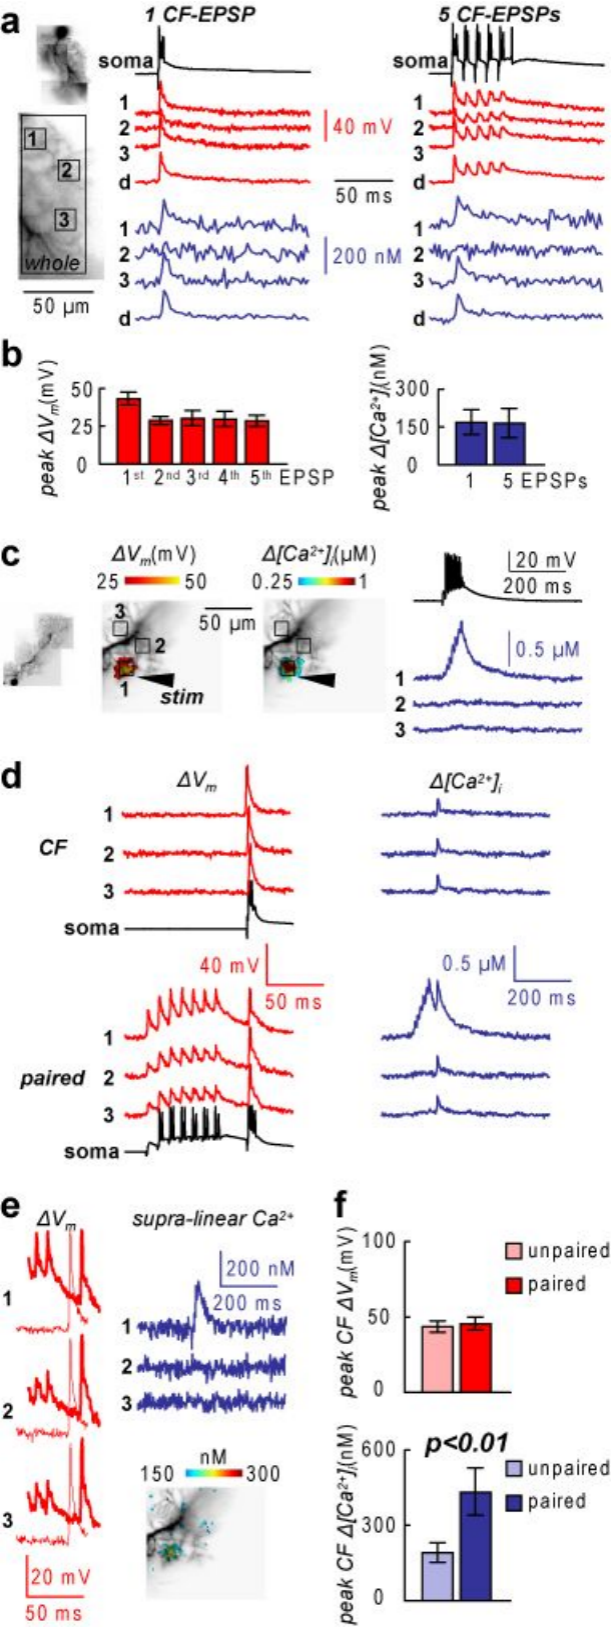 a
1 CF-EPSP
5 CF-EPSPs
soma
soma
1
2
3
d
40 mV
50 ms
1
2
3
d
1
2
3
d
200 nM
1
2
3
d
1
2
3
whole
50 µm
b
peak ΔVm(mV)
50
25
0
1st 2nd 3rd 4th 5th EPSP
peak Δ[Ca2+]i(nM)
300
150
0
1 5 EPSPs
c
ΔVm(mV)
25 50
Δ[Ca2+]i(µM)
0.25 1
3
2
1
50 µm
stim
20 mV
200 ms
0.5 µM
1
2
3
d
ΔVm
Δ[Ca2+]i
CF
1
2
3
soma
40 mV
50 ms
0.5 µM
200 ms
paired
1
2
3
soma
e
ΔVm
1
2
3
20 mV
50 ms
supra-linear Ca2+
200 nM
200 ms
1
2
3
nM
150 300
f
peak CF ΔVm(mV)
100
50
0
unpaired
paired
peak CF Δ[Ca2+]i(nM)
600
300
0
p<0.01
unpaired
paired